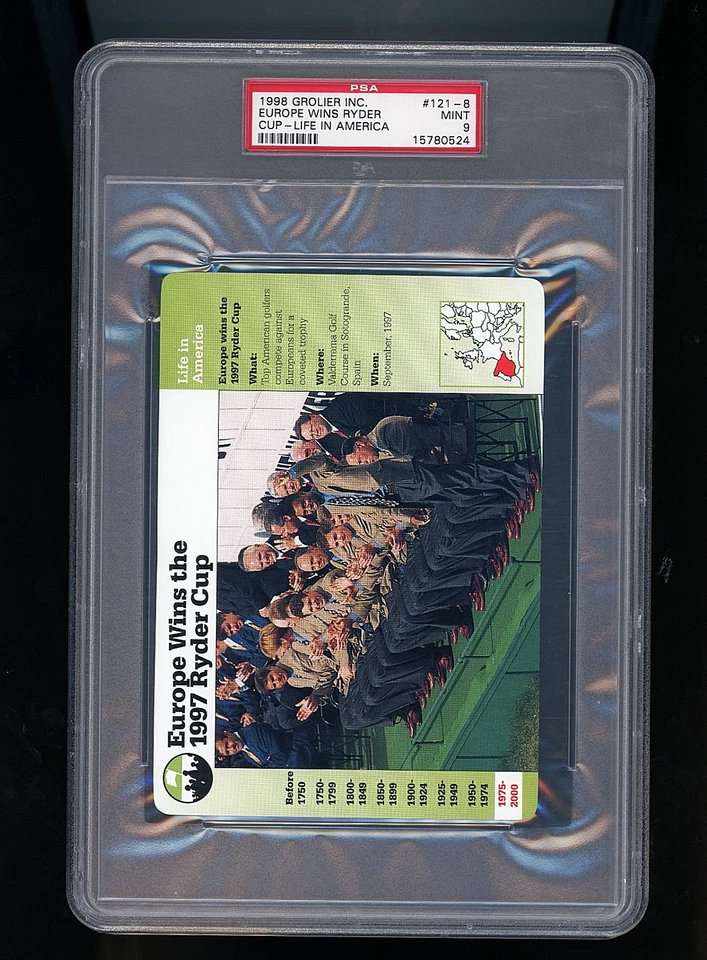 PSA
1998 GROLIER INC. #121-8
EUROPE WINS RYDER MINT
CUP-LIFE IN AMERICA 9
15780524
Life in
America
Europe Wins the
1997 Ryder Cup
Europe wins the
1997 Ryder Cup
What:
Top American golfers
compete against
Europeans for a
coveted trophy
Where:
Valderrama Golf
Course in Sotogrande,
Spain
When:
September, 1997
Before
1750
1750-
1799
1800-
1849
1850-
1899
1900-
1924
1925-
1949
1950-
1974
1975-
2000